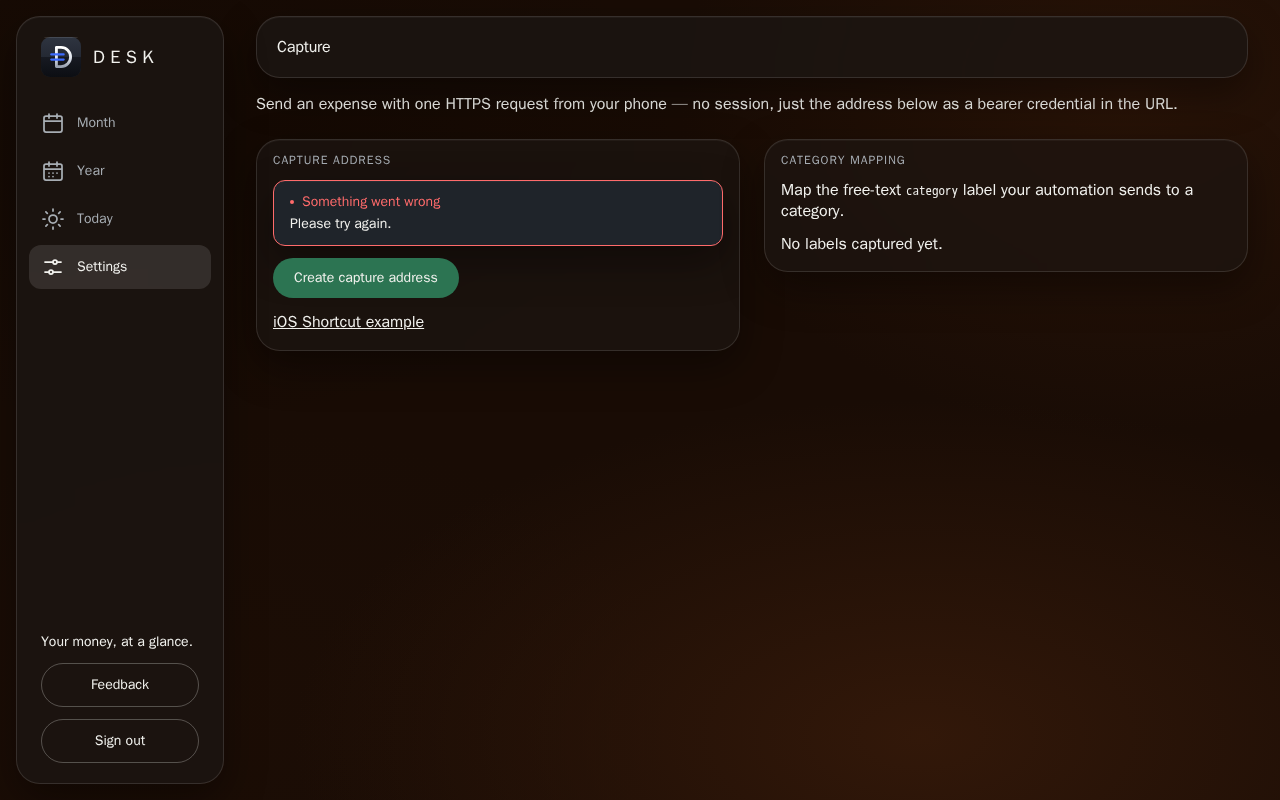 DESK
Month
Year
Today
Settings
Your money, at a glance.
Feedback
Sign out
Capture
Send an expense with one HTTPS request from your phone — no session, just the address below as a bearer credential in the URL.
CAPTURE ADDRESS
• Something went wrong
Please try again.
Create capture address
iOS Shortcut example
CATEGORY MAPPING
Map the free-text category label your automation sends to a
category.
No labels captured yet.